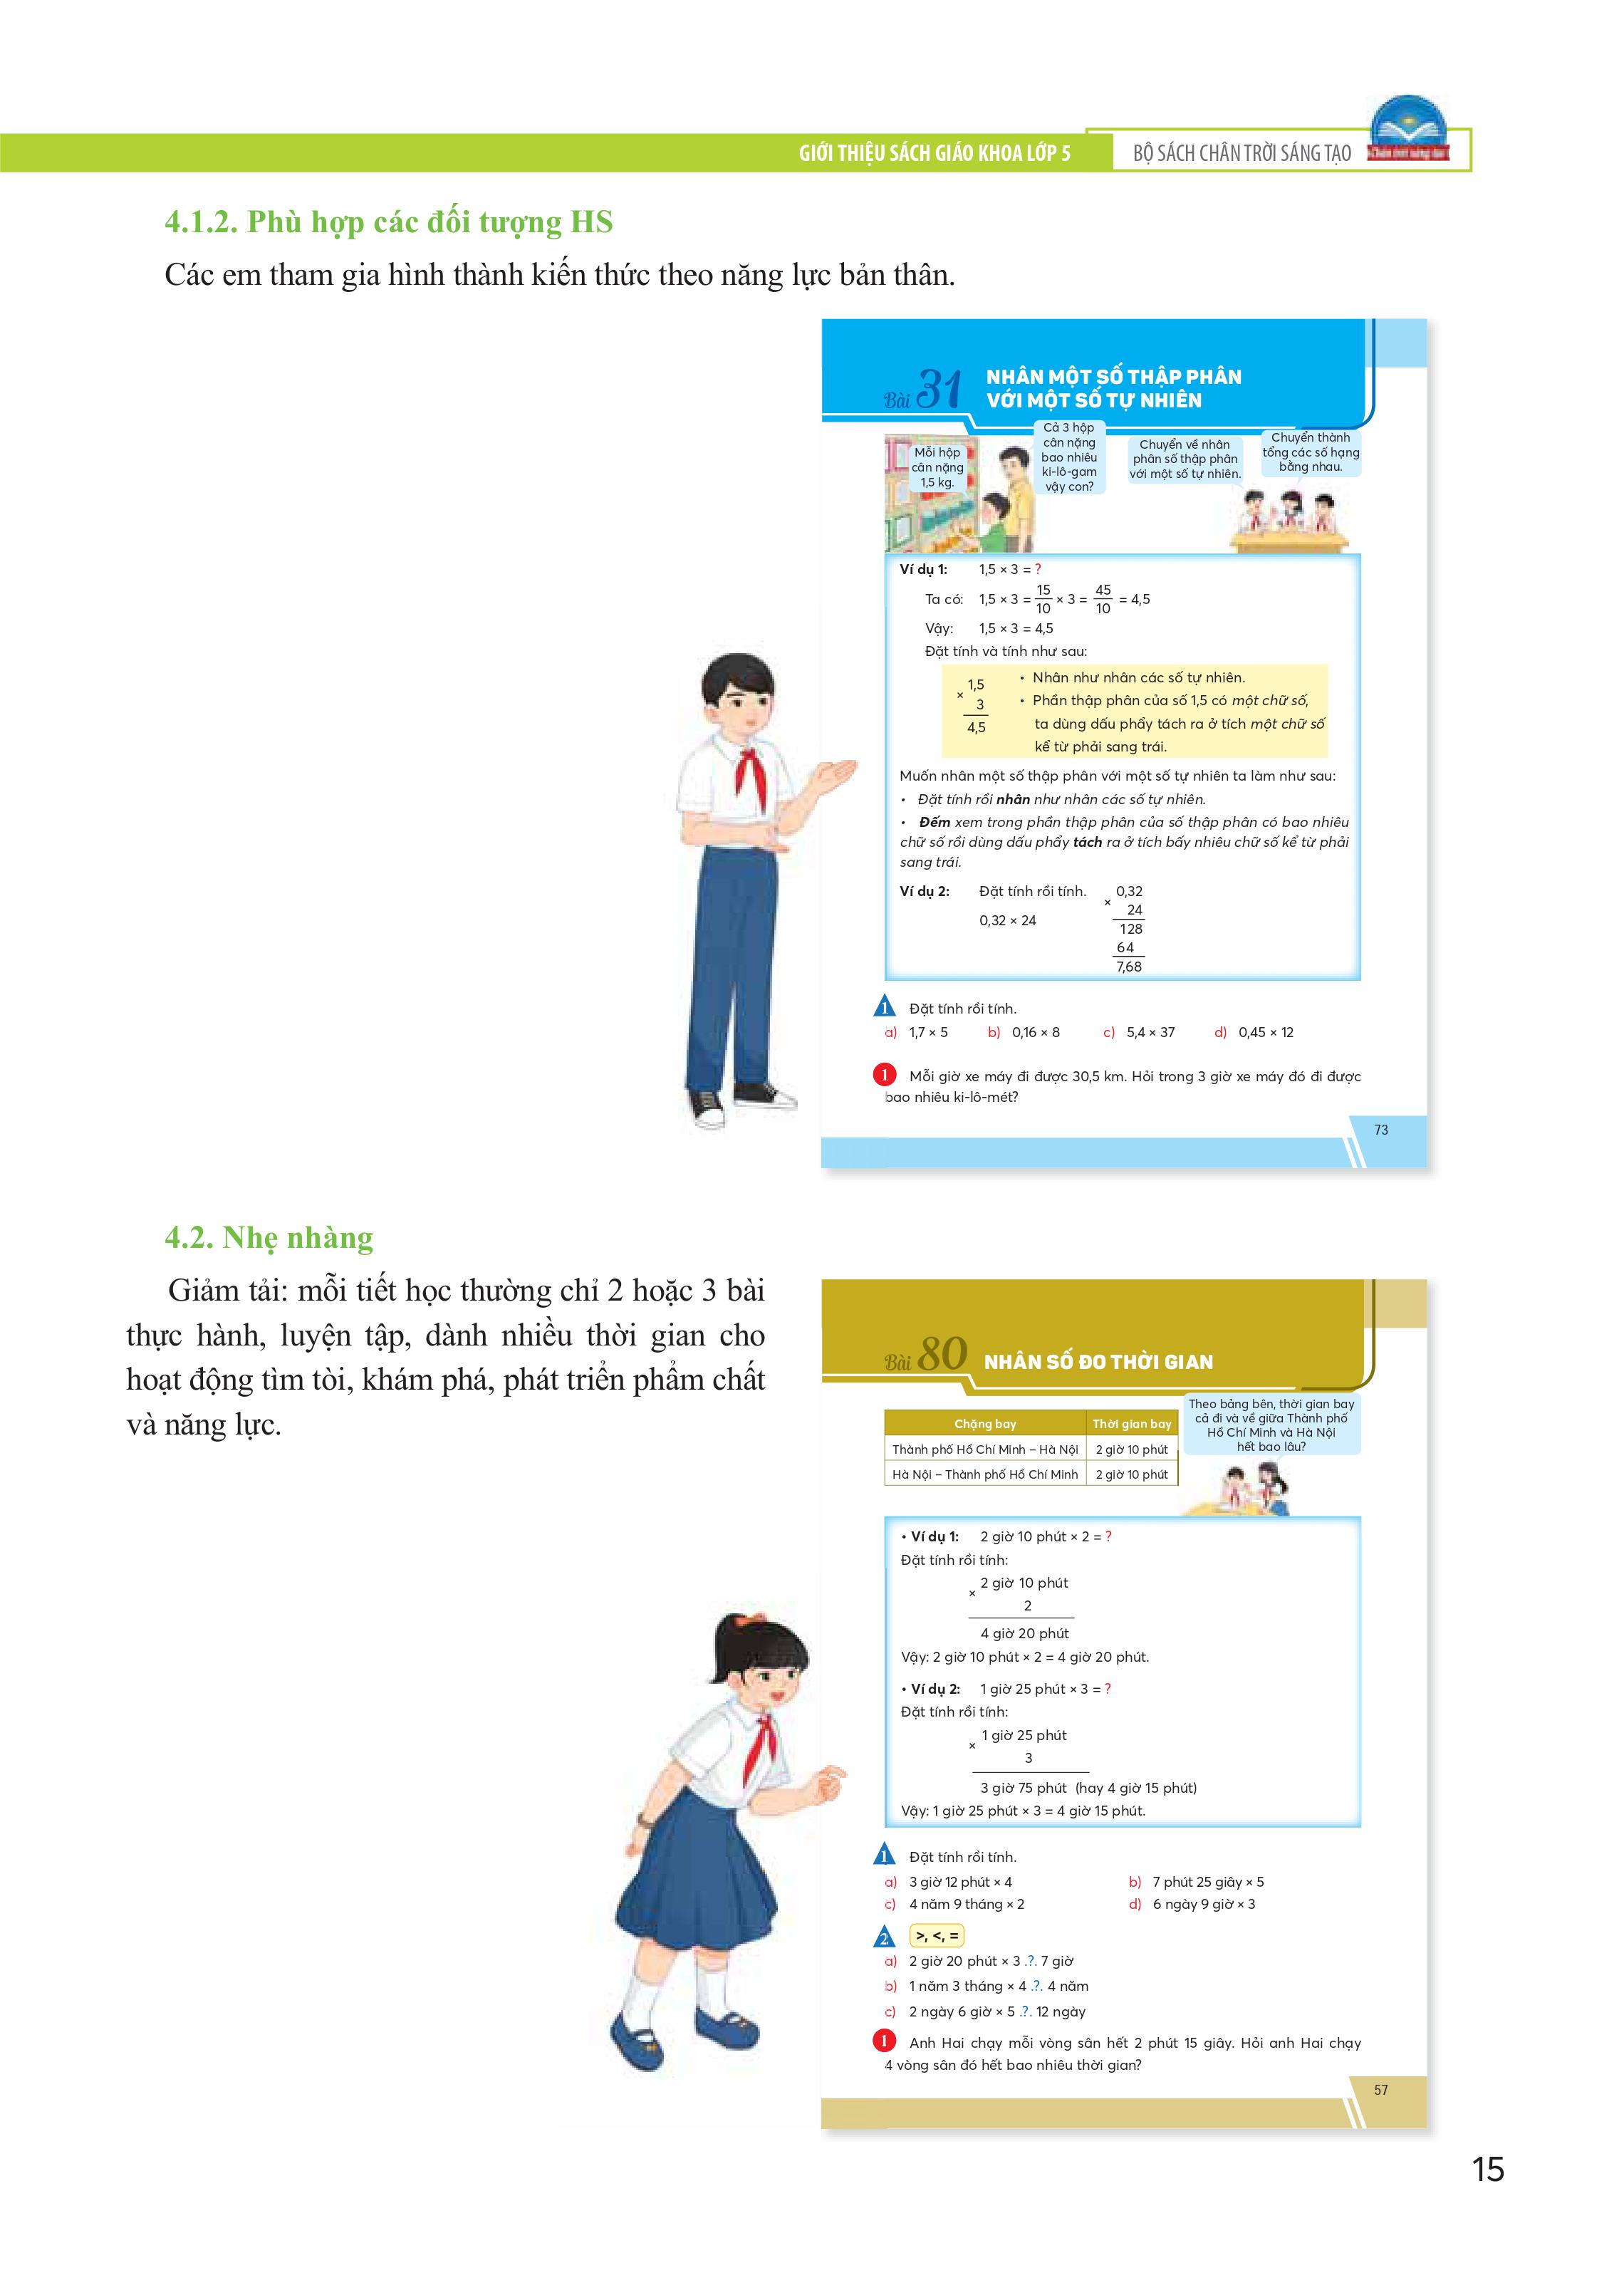 GIỚI THIỆU SÁCH GIÁO KHOA LỚP 5
BỘ SÁCH CHÂN TRỜI SÁNG TẠO
4.1.2. Phù hợp các đối tượng HS
Các em tham gia hình thành kiến thức theo năng lực bản thân.
Bài 31
NHÂN MỘT SỐ THẬP PHÂN
VỚI MỘT SỐ TỰ NHIÊN
Mỗi hộp
cân nặng
1,5 kg.
Cả 3 hộp
cân nặng
bao nhiêu
ki-lô-gam
vậy con?
Chuyển về nhân
phân số thập phân
với một số tự nhiên.
Chuyển thành
tổng các số hạng
bằng nhau.
Ví dụ 1: 1,5 × 3 = ?
Ta có: 1,5 × 3 = 15/10 × 3 = 45/10 = 4,5
Vậy: 1,5 × 3 = 4,5
Đặt tính và tính như sau:
1,5
×
3
4,5
• Nhân như nhân các số tự nhiên.
• Phần thập phân của số 1,5 có một chữ số,
ta dùng dấu phẩy tách ra ở tích một chữ số
kể từ phải sang trái.
Muốn nhân một số thập phân với một số tự nhiên ta làm như sau:
• Đặt tính rồi nhân như nhân các số tự nhiên.
• Đếm xem trong phần thập phân của số thập phân có bao nhiêu
chữ số rồi dùng dấu phẩy tách ra ở tích bấy nhiêu chữ số kể từ phải
sang trái.
Ví dụ 2: Đặt tính rồi tính.
0,32 × 24
0,32
×
24
128
64
7,68
1 Đặt tính rồi tính.
a) 1,7 × 5 b) 0,16 × 8 c) 5,4 × 37 d) 0,45 × 12
1 Mỗi giờ xe máy đi được 30,5 km. Hỏi trong 3 giờ xe máy đó đi được
bao nhiêu ki-lô-mét?
73
4.2. Nhẹ nhàng
Giảm tải: mỗi tiết học thường chỉ 2 hoặc 3 bài
thực hành, luyện tập, dành nhiều thời gian cho
hoạt động tìm tòi, khám phá, phát triển phẩm chất
và năng lực.
Bài 80 NHÂN SỐ ĐO THỜI GIAN
Chặng bay Thời gian bay
Thành phố Hồ Chí Minh – Hà Nội 2 giờ 10 phút
Hà Nội – Thành phố Hồ Chí Minh 2 giờ 10 phút
Theo bảng bên, thời gian bay
cả đi và về giữa Thành phố
Hồ Chí Minh và Hà Nội
hết bao lâu?
• Ví dụ 1: 2 giờ 10 phút × 2 = ?
Đặt tính rồi tính:
2 giờ 10 phút
×
2
4 giờ 20 phút
Vậy: 2 giờ 10 phút × 2 = 4 giờ 20 phút.
• Ví dụ 2: 1 giờ 25 phút × 3 = ?
Đặt tính rồi tính:
1 giờ 25 phút
×
3
3 giờ 75 phút (hay 4 giờ 15 phút)
Vậy: 1 giờ 25 phút × 3 = 4 giờ 15 phút.
1 Đặt tính rồi tính.
a) 3 giờ 12 phút × 4 b) 7 phút 25 giây × 5
c) 4 năm 9 tháng × 2 d) 6 ngày 9 giờ × 3
2 >, <, =
a) 2 giờ 20 phút × 3 .?. 7 giờ
b) 1 năm 3 tháng × 4 .?. 4 năm
c) 2 ngày 6 giờ × 5 .?. 12 ngày
1 Anh Hai chạy mỗi vòng sân hết 2 phút 15 giây. Hỏi anh Hai chạy
4 vòng sân đó hết bao nhiêu thời gian?
57
15